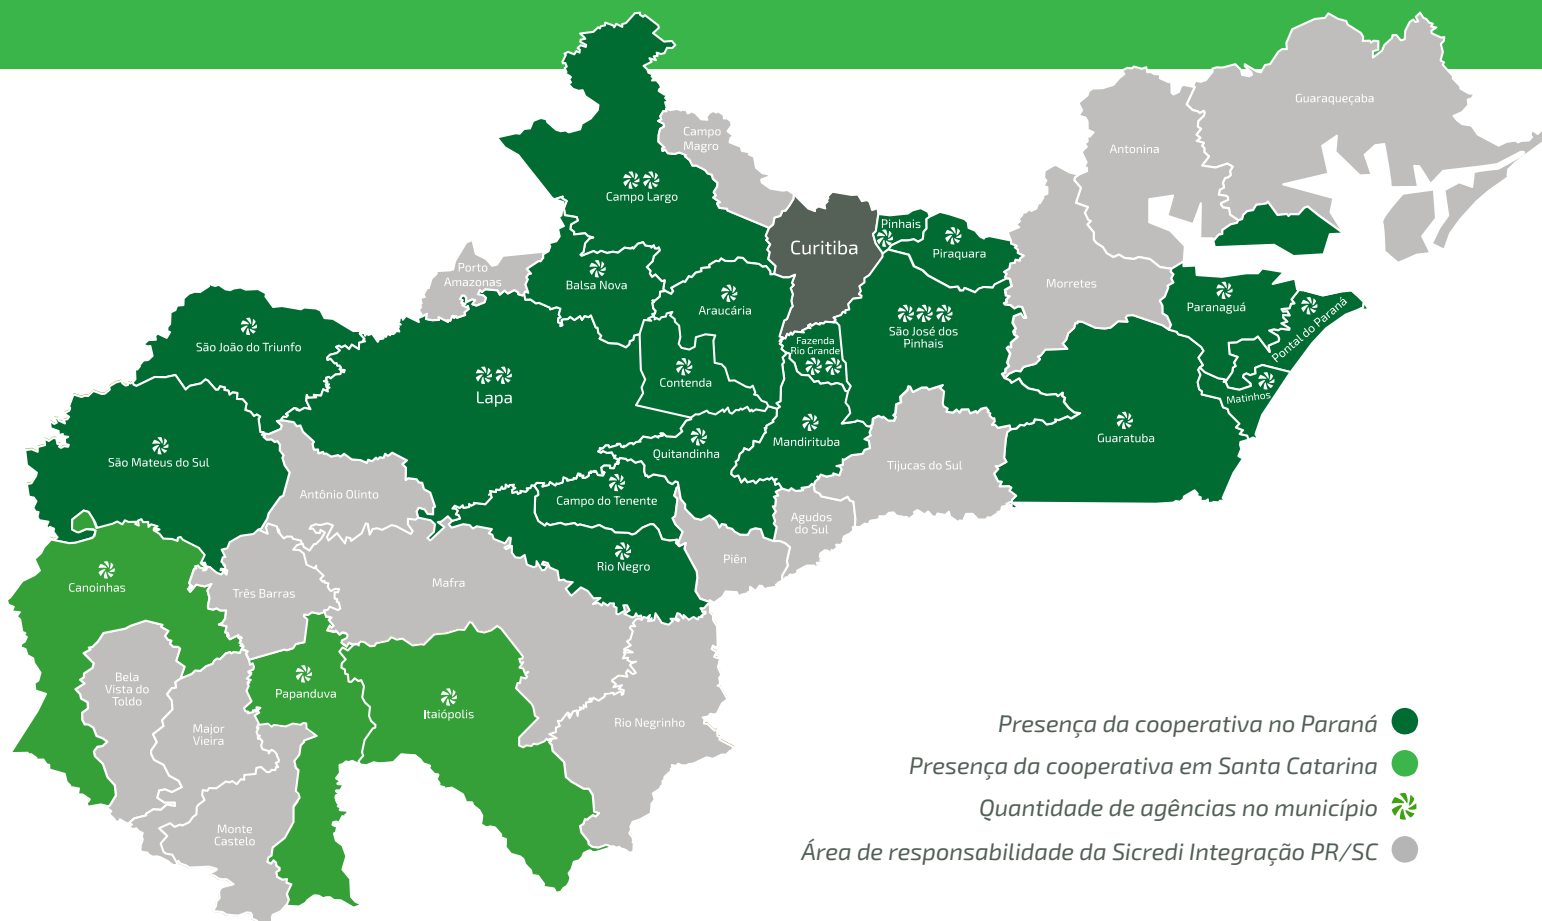 Guaraqueçaba
Campo
Magro
Antonina
Campo Largo
Pinhais
Curitiba
Piraquara
Porto
Amazonas
Balsa Nova
Morretes
Araucária
Paranaguá
Pontal do Paraná
São João do Triunfo
São José dos
Pinhais
Fazenda
Rio Grande
Contenda
Lapa
Matinhos
Guaratuba
Mandirituba
Quitandinha
São Mateus do Sul
Tijucas do Sul
Antônio Olinto
Campo do Tenente
Agudos
do Sul
Piên
Rio Negro
Canoinhas
Três Barras
Mafra
Bela
Vista do
Toldo
Papanduva
Itaiópolis
Rio Negrinho
Major
Vieira
Monte
Castelo
Presença da cooperativa no Paraná
Presença da cooperativa em Santa Catarina
Quantidade de agências no município
Área de responsabilidade da Sicredi Integração PR/SC